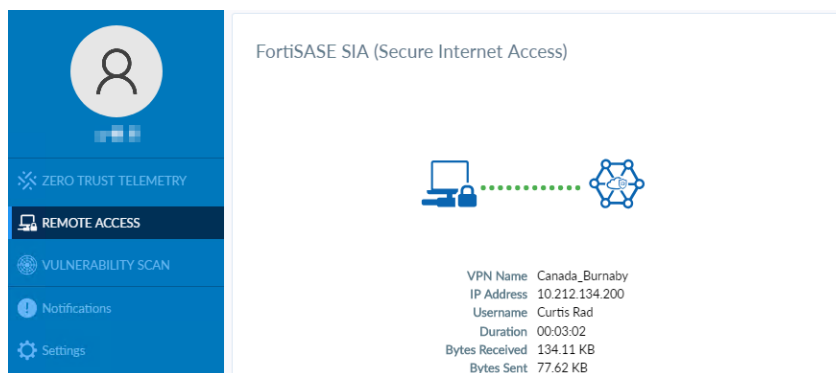 FortiSASE SIA (Secure Internet Access)
ZERO TRUST TELEMETRY
REMOTE ACCESS
VULNERABILITY SCAN
Notifications
Settings
VPN Name Canada_Burnaby
IP Address 10.212.134.200
Username Curtis Rad
Duration 00:03:02
Bytes Received 134.11 KB
Bytes Sent 77.62 KB